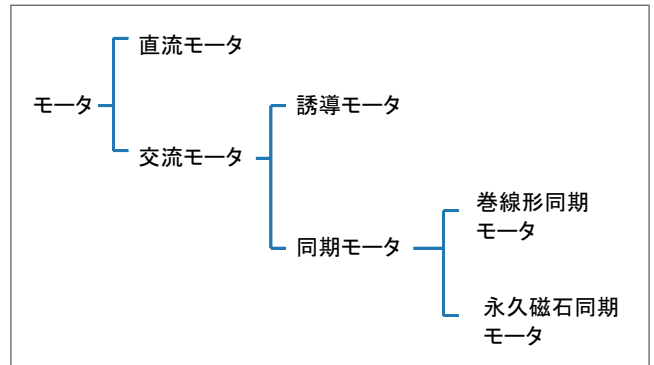 直流モータ
モータ
誘導モータ
交流モータ
巻線形同期
モータ
同期モータ
永久磁石同期
モータ